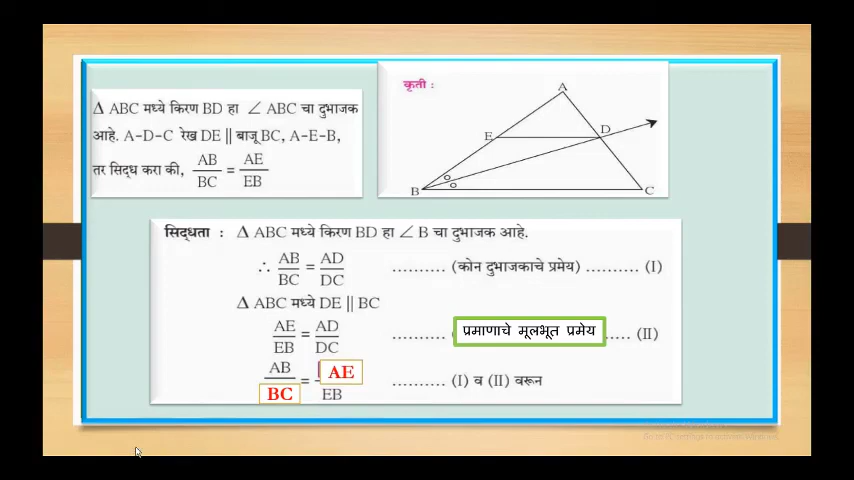 Δ ABC मध्ये किरण BD हा ∠ ABC चा दुभाजक
आहे. A-D-C रेख DE || बाजू BC, A-E-B,
तर सिद्ध करा की, AB/BC = AE/EB
कृती :
A
E
D
B
C
सिद्धता : Δ ABC मध्ये किरण BD हा ∠ B चा दुभाजक आहे.
∴ AB/BC = AD/DC .......... (कोन दुभाजकाचे प्रमेय) .......... (I)
Δ ABC मध्ये DE || BC
AE/EB = AD/DC .......... प्रमाणाचे मूलभूत प्रमेय ..... (II)
AB/BC = AE/EB .......... (I) व (II) वरून